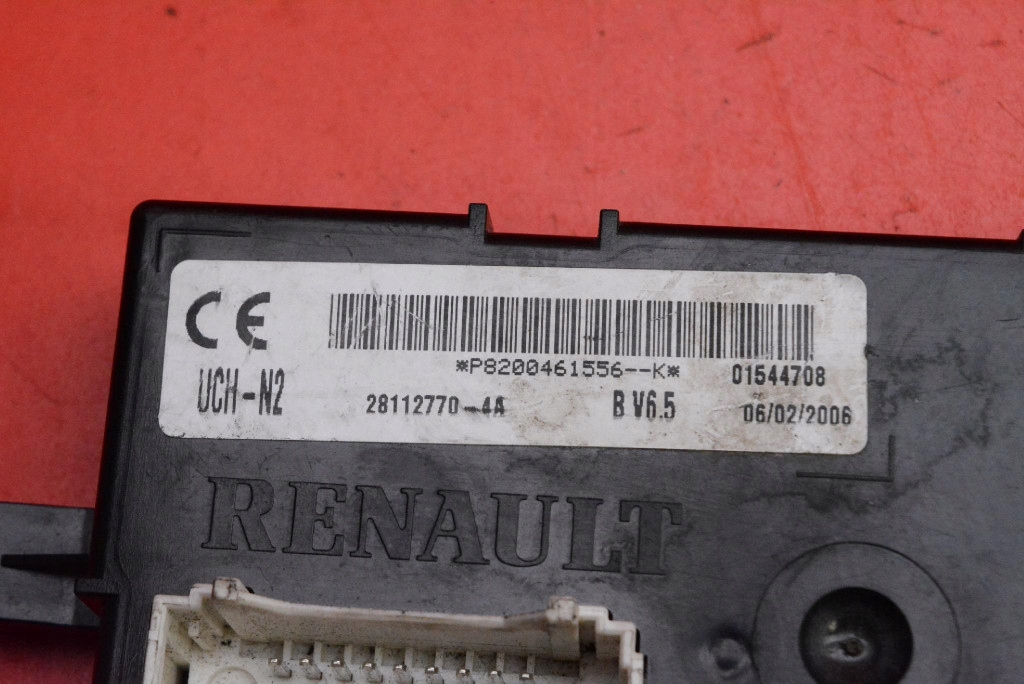 CE
*P8200461556--K* 01544708
UCH-N2 28112770-4A B V6.5 06/02/2006
RENAULT